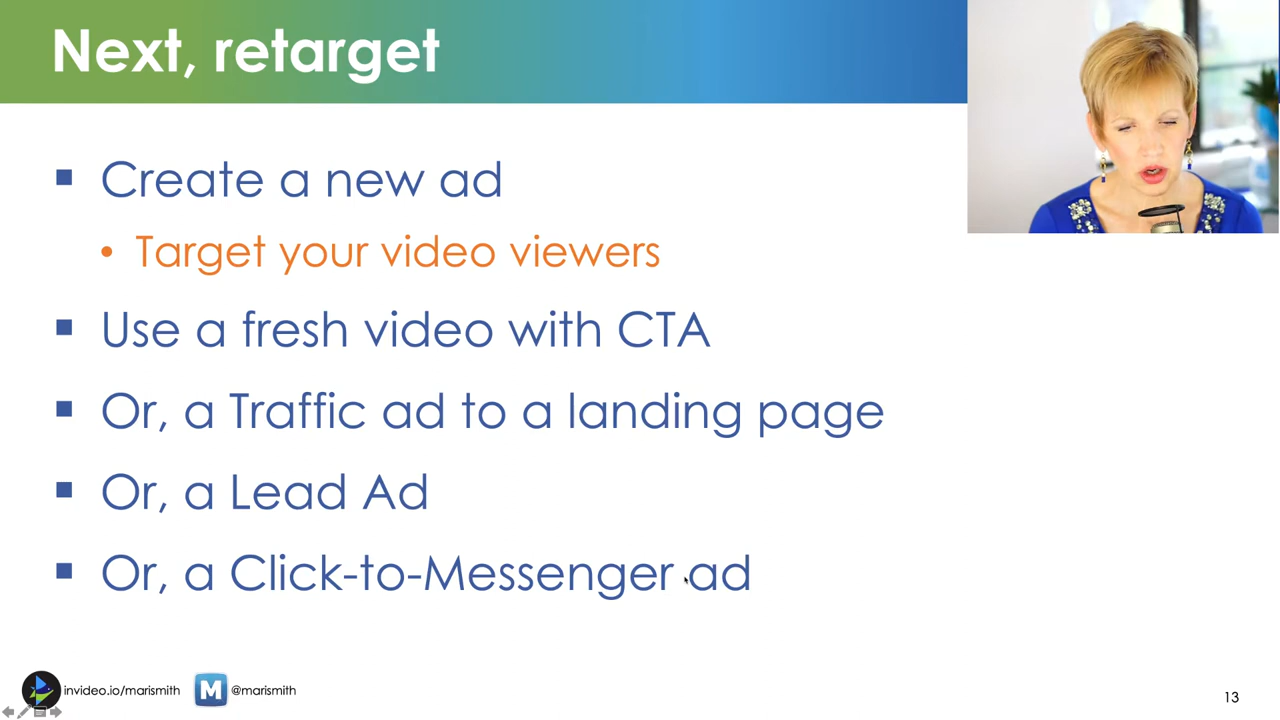 Next, retarget
▪ Create a new ad
• Target your video viewers
▪ Use a fresh video with CTA
▪ Or, a Traffic ad to a landing page
▪ Or, a Lead Ad
▪ Or, a Click-to-Messenger ad
invideo.io/marismith M @marismith
13